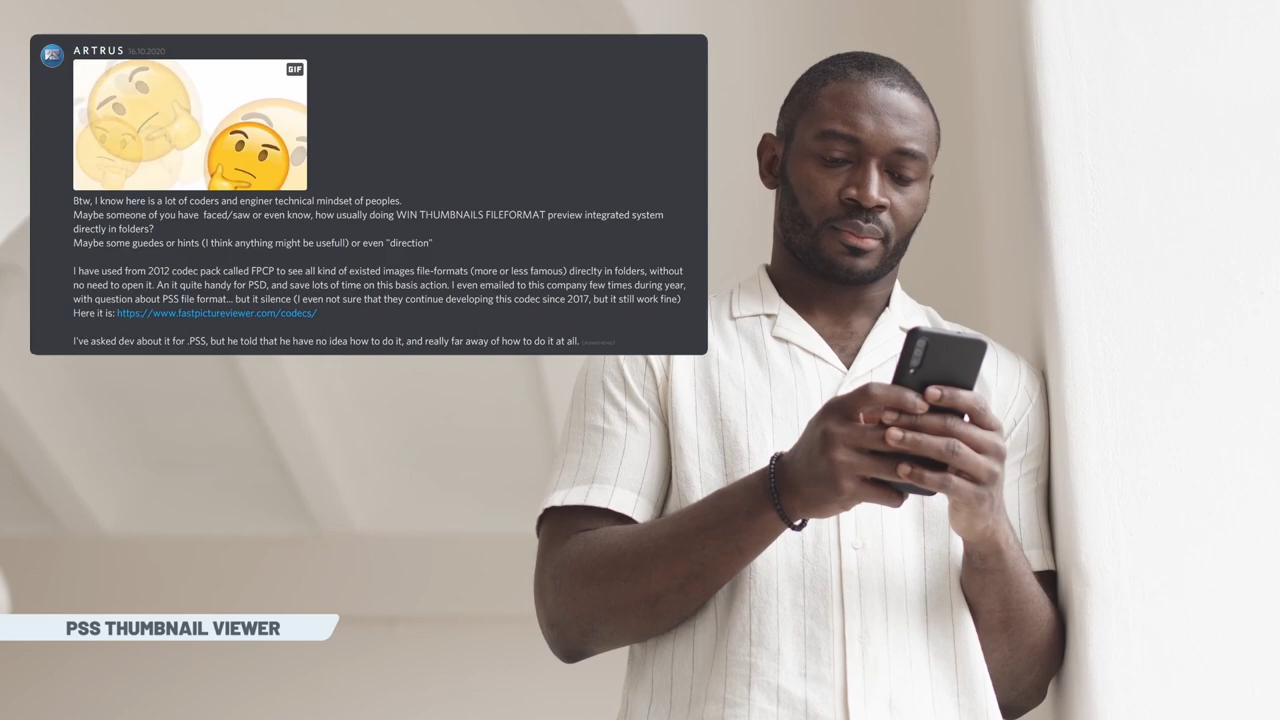 ARTRUS 16.10.2020
GIF
Btw, I know here is a lot of coders and enginer technical mindset of peoples.
Maybe someone of you have faced/saw or even know, how usually doing WIN THUMBNAILS FILEFORMAT preview integrated system
directly in folders?
Maybe some guedes or hints (I think anything might be usefull) or even "direction"
I have used from 2012 codec pack called FPCP to see all kind of existed images file-formats (more or less famous) direclty in folders, without
no need to open it. An it quite handy for PSD, and save lots of time on this basis action. I even emailed to this company few times during year,
with question about PSS file format... but it silence (I even not sure that they continue developing this codec since 2017, but it still work fine)
Here it is: https://www.fastpictureviewer.com/codecs/
I've asked dev about it for .PSS, but he told that he have no idea how to do it, and really far away of how to do it at all.
PSS THUMBNAIL VIEWER